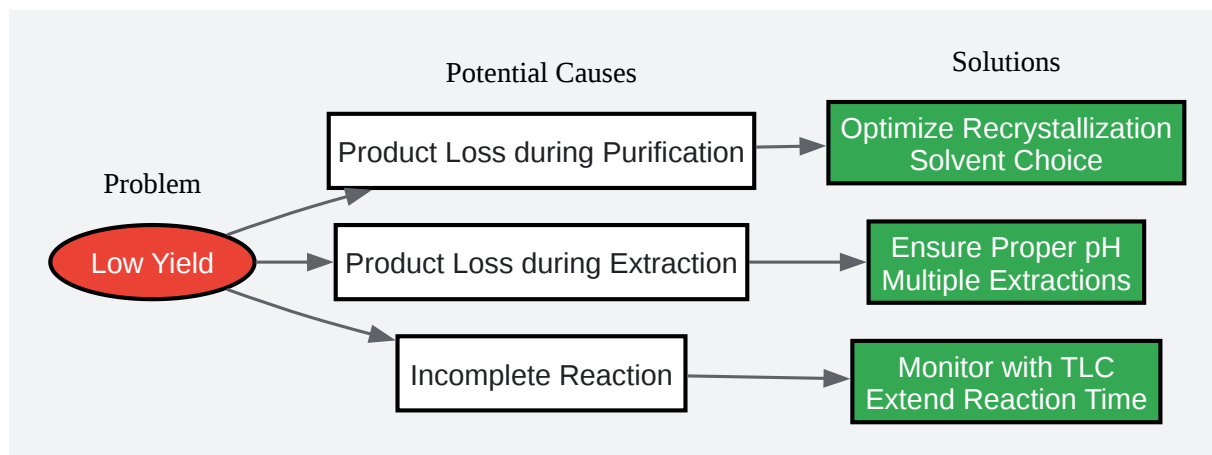 Problem
Low Yield
Potential Causes
Product Loss during Purification
Product Loss during Extraction
Incomplete Reaction
Solutions
Optimize Recrystallization
Solvent Choice
Ensure Proper pH
Multiple Extractions
Monitor with TLC
Extend Reaction Time